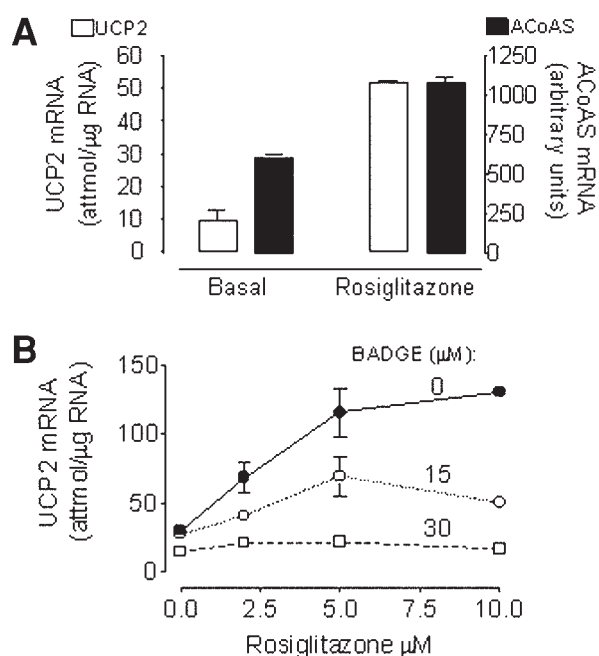 A
UCP2
ACoAS
UCP2 mRNA
(attmol/µg RNA)
60
50
40
30
20
10
0
1250
1000
750
500
250
0
ACoAS mRNA
(arbitrary units)
Basal
Rosiglitazone
B
BADGE (µM):
UCP2 mRNA
(attmol/µg RNA)
150
100
50
0
0
15
30
0.0
2.5
5.0
7.5
10.0
Rosiglitazone µM